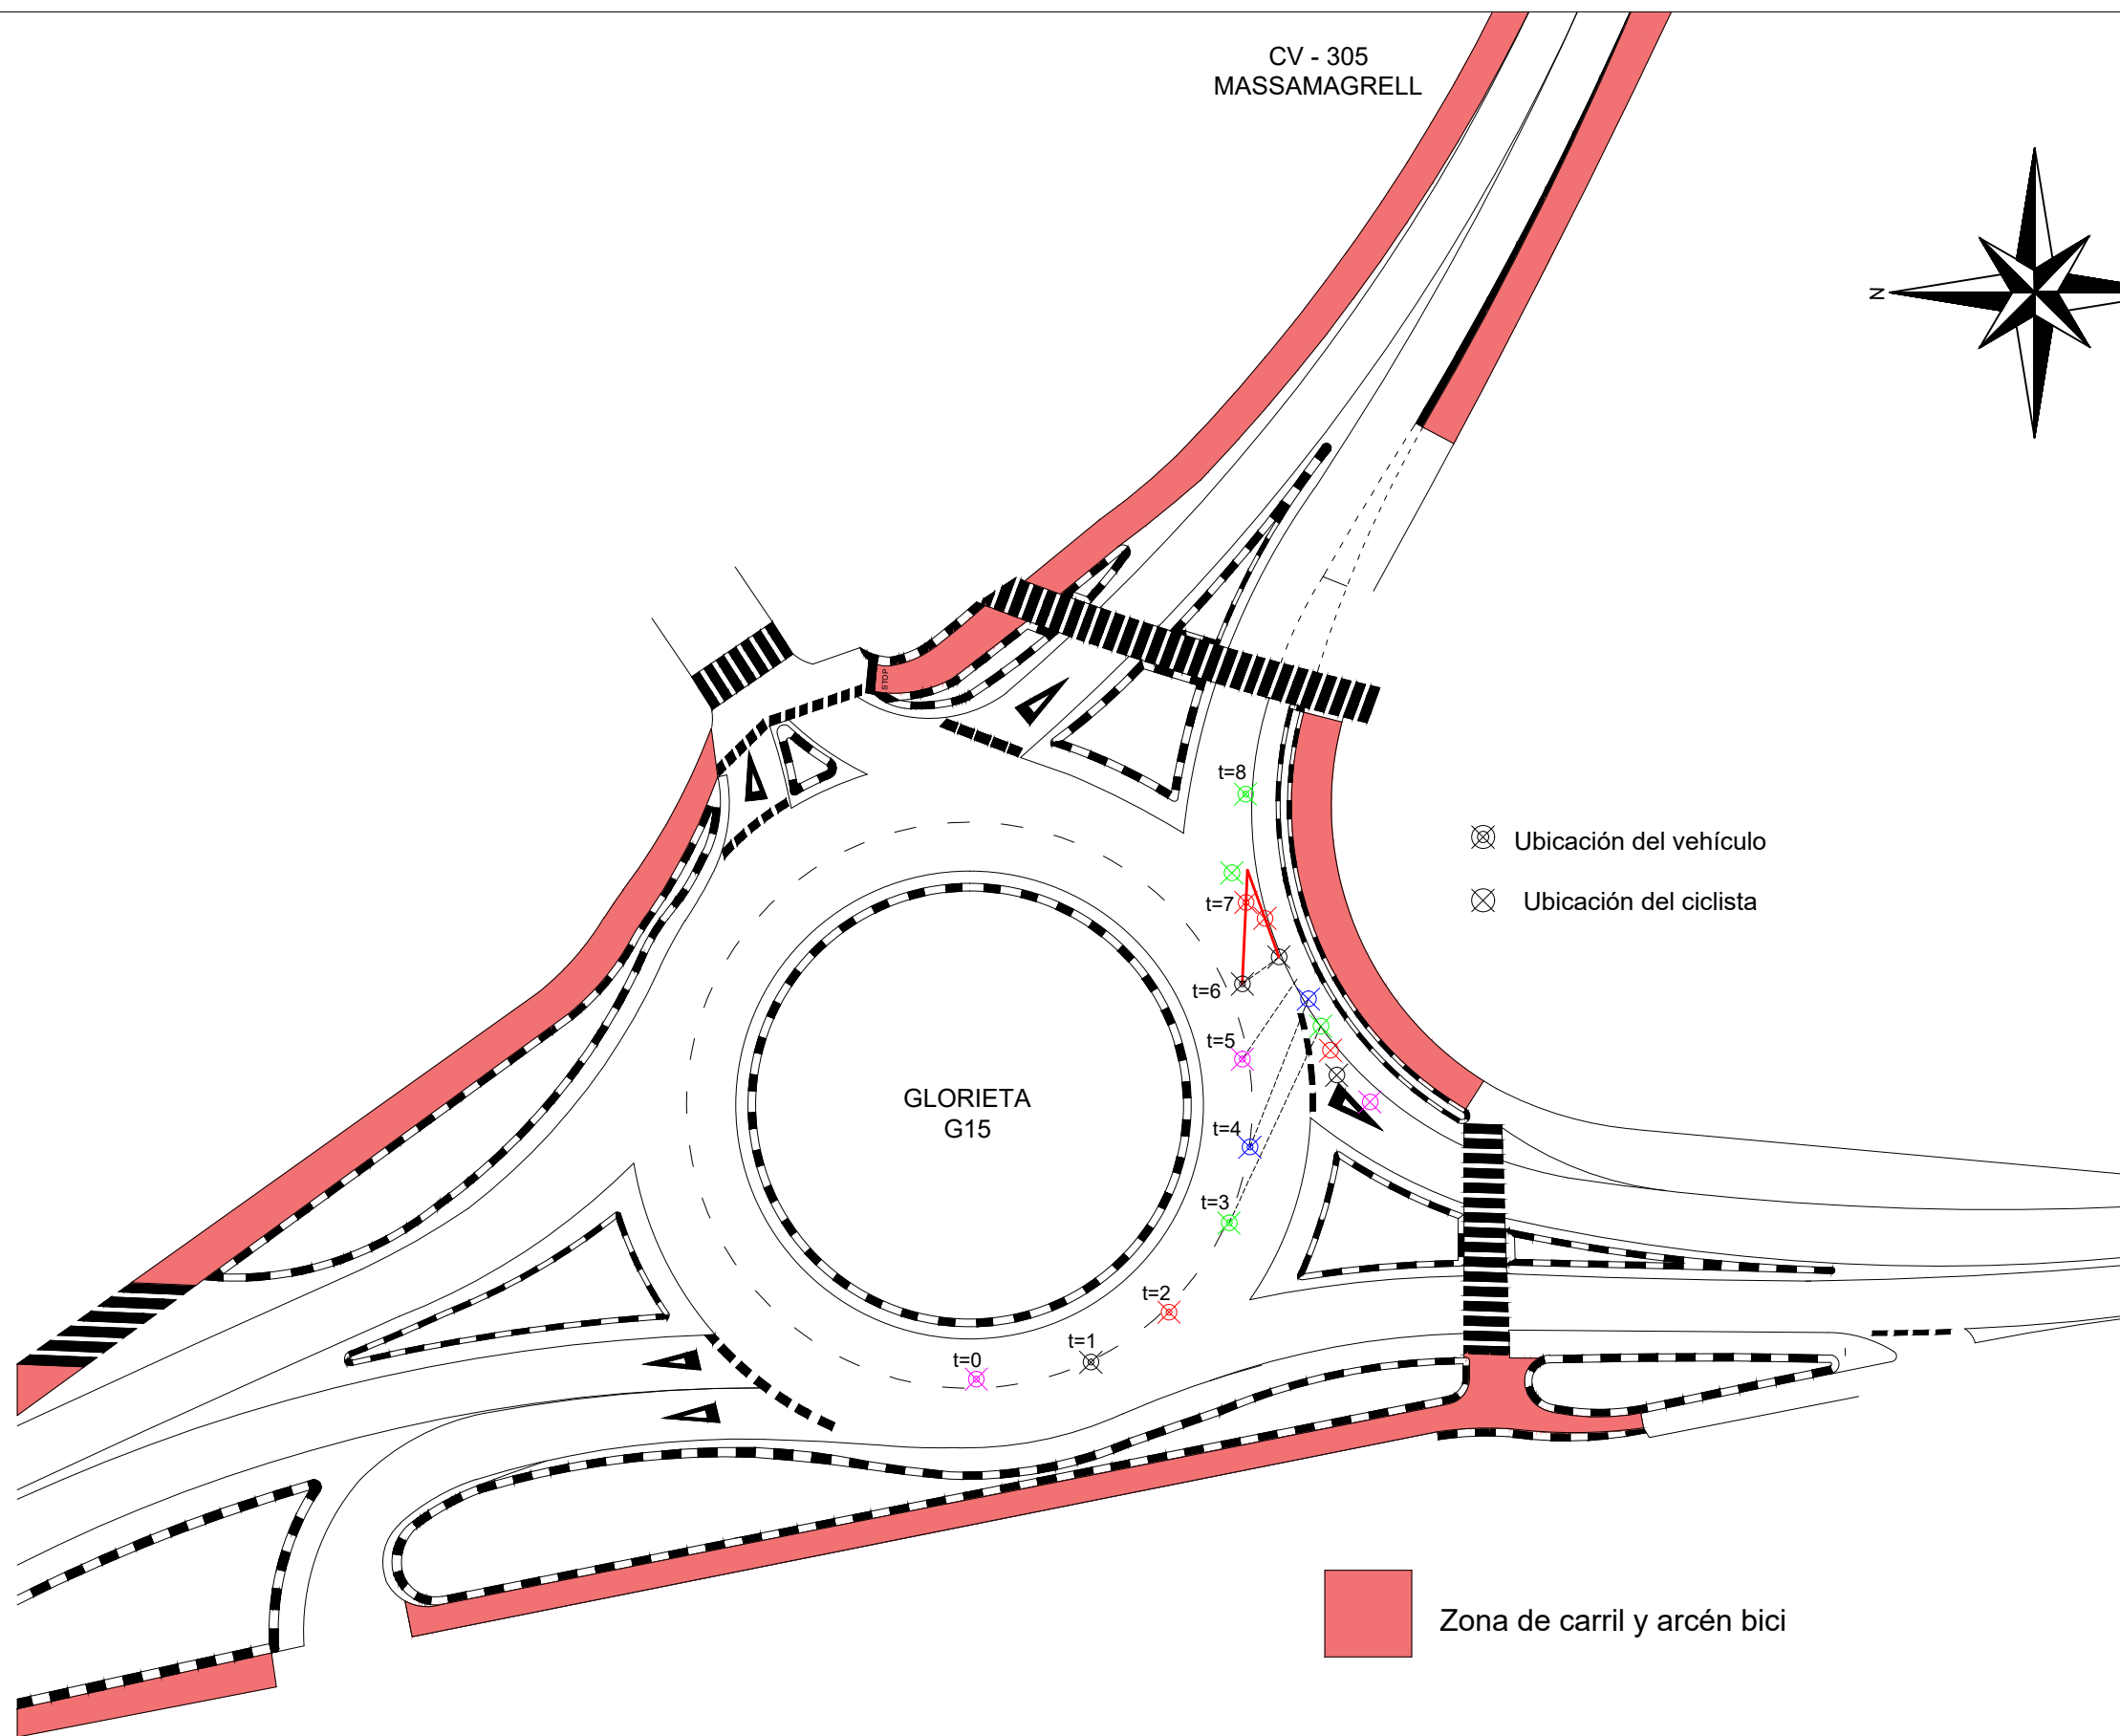 CV - 305
MASSAMAGRELL
N
STOP
t=8
Ubicación del vehículo
t=7
Ubicación del ciclista
t=6
t=5
GLORIETA
G15
t=4
t=3
t=2
t=1
t=0
Zona de carril y arcén bici